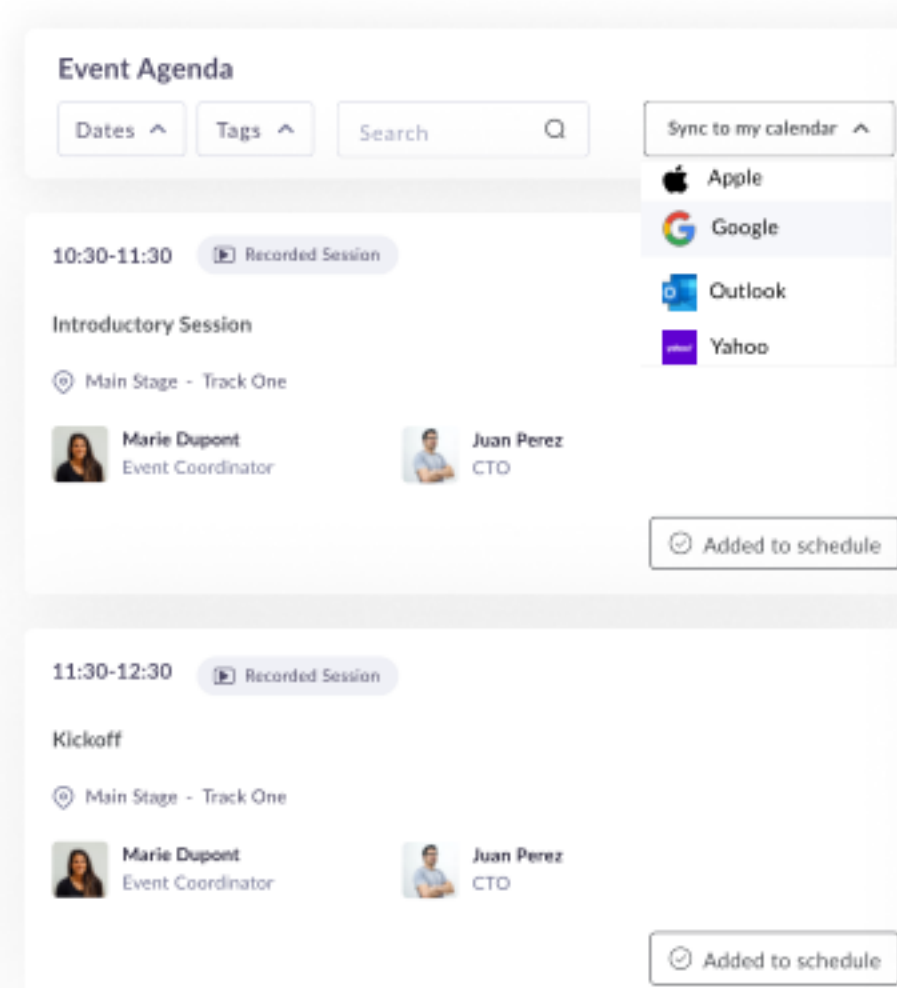 Event Agenda
Dates Tags Search Sync to my calendar
Apple
Google
Outlook
yahoo! Yahoo
10:30-11:30 Recorded Session
Introductory Session
Main Stage - Track One
Marie Dupont Juan Perez
Event Coordinator CTO
Added to schedule
11:30-12:30 Recorded Session
Kickoff
Main Stage - Track One
Marie Dupont Juan Perez
Event Coordinator CTO
Added to schedule